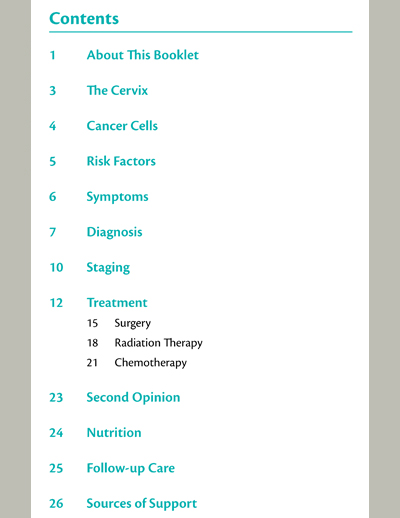 Contents
1 About This Booklet
3 The Cervix
4 Cancer Cells
5 Risk Factors
6 Symptoms
7 Diagnosis
10 Staging
12 Treatment
15 Surgery
18 Radiation Therapy
21 Chemotherapy
23 Second Opinion
24 Nutrition
25 Follow-up Care
26 Sources of Support